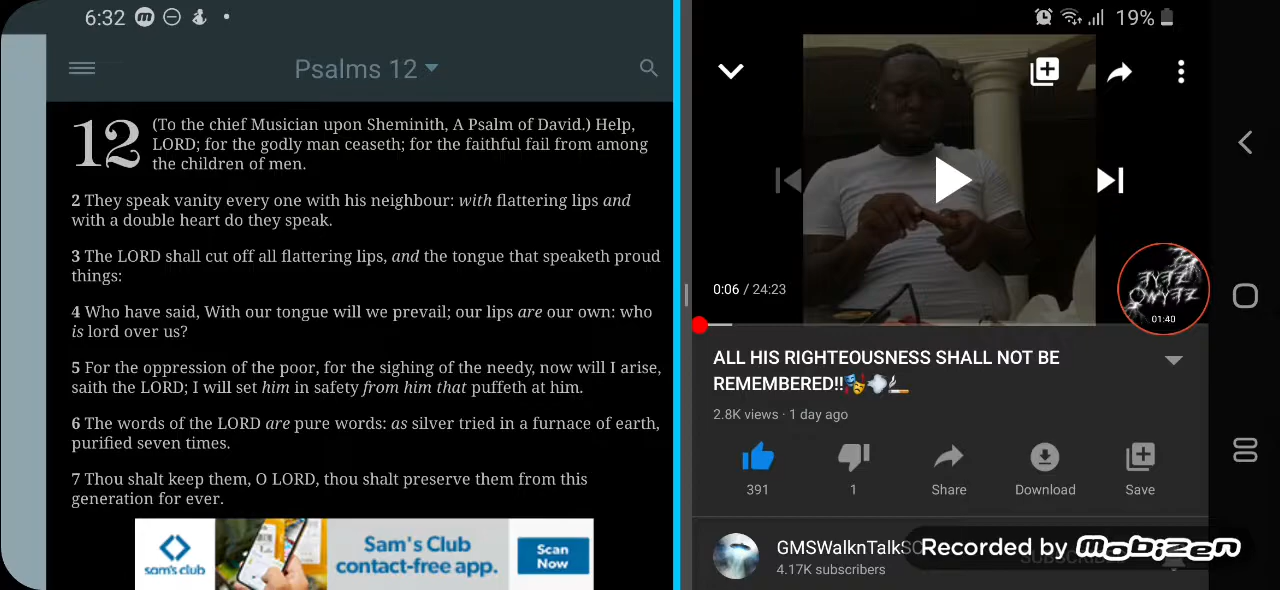 6:32
19%
Psalms 12
12 (To the chief Musician upon Sheminith, A Psalm of David.) Help,
LORD; for the godly man ceaseth; for the faithful fail from among
the children of men.
2 They speak vanity every one with his neighbour: with flattering lips and
with a double heart do they speak.
3 The LORD shall cut off all flattering lips, and the tongue that speaketh proud
things:
4 Who have said, With our tongue will we prevail; our lips are our own: who
is lord over us?
5 For the oppression of the poor, for the sighing of the needy, now will I arise,
saith the LORD; I will set him in safety from him that puffeth at him.
6 The words of the LORD are pure words: as silver tried in a furnace of earth,
purified seven times.
7 Thou shalt keep them, O LORD, thou shalt preserve them from this
generation for ever.
sam's club
Sam's Club
contact-free app.
Scan
Now
0:06 / 24:23
01:40
ALL HIS RIGHTEOUSNESS SHALL NOT BE
REMEMBERED!!🎭💨🚬
2.8K views · 1 day ago
391
1
Share
Download
Save
GMSWalknTalkSC
4.17K subscribers
Recorded by mobizen